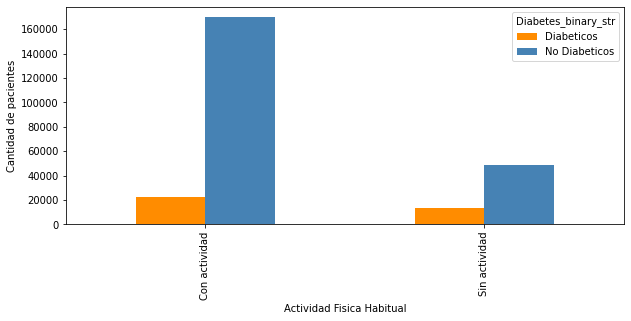 Diabetes_binary_str
Diabeticos
No Diabeticos
Cantidad de pacientes
160000
140000
120000
100000
80000
60000
40000
20000
0
Con actividad
Sin actividad
Actividad Fisica Habitual